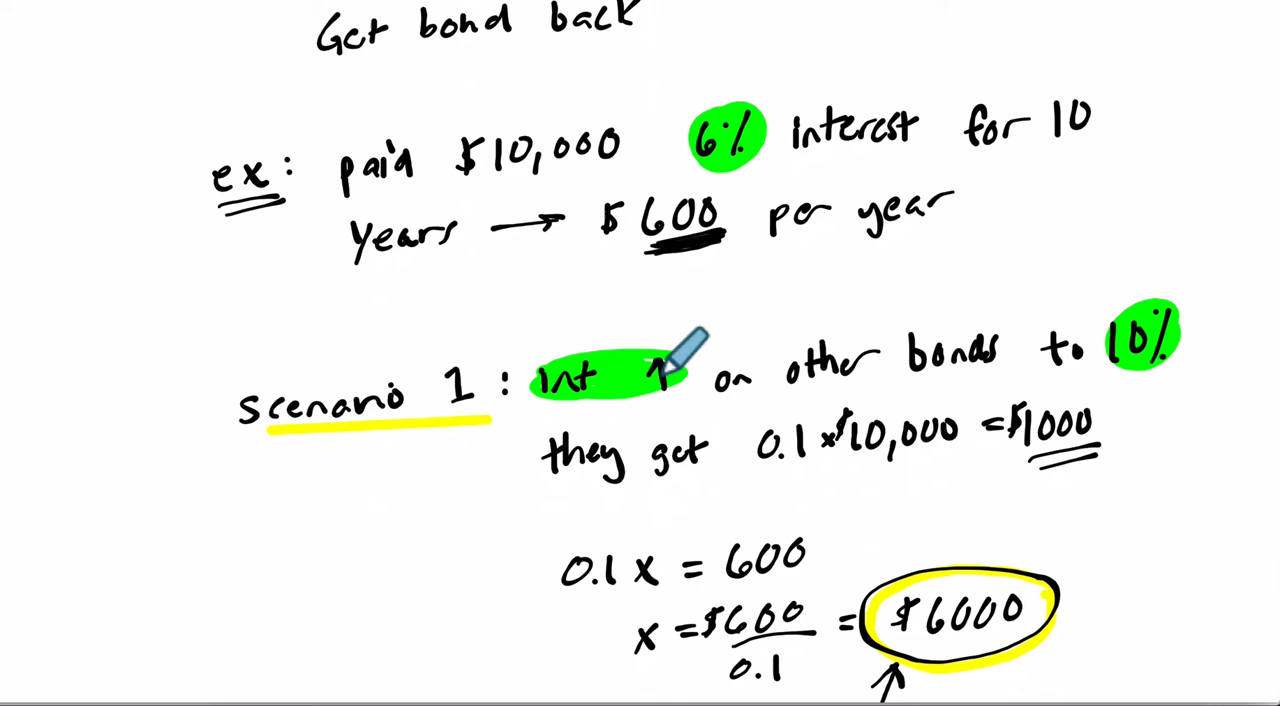 Get bond back
ex: paid $10,000 6% interest for 10
years → $600 per year
scenario 1: int ↑ on other bonds to 10%
they get 0.1 x $10,000 = $1000
0.1 x = 600
x = $600/0.1 = $6000